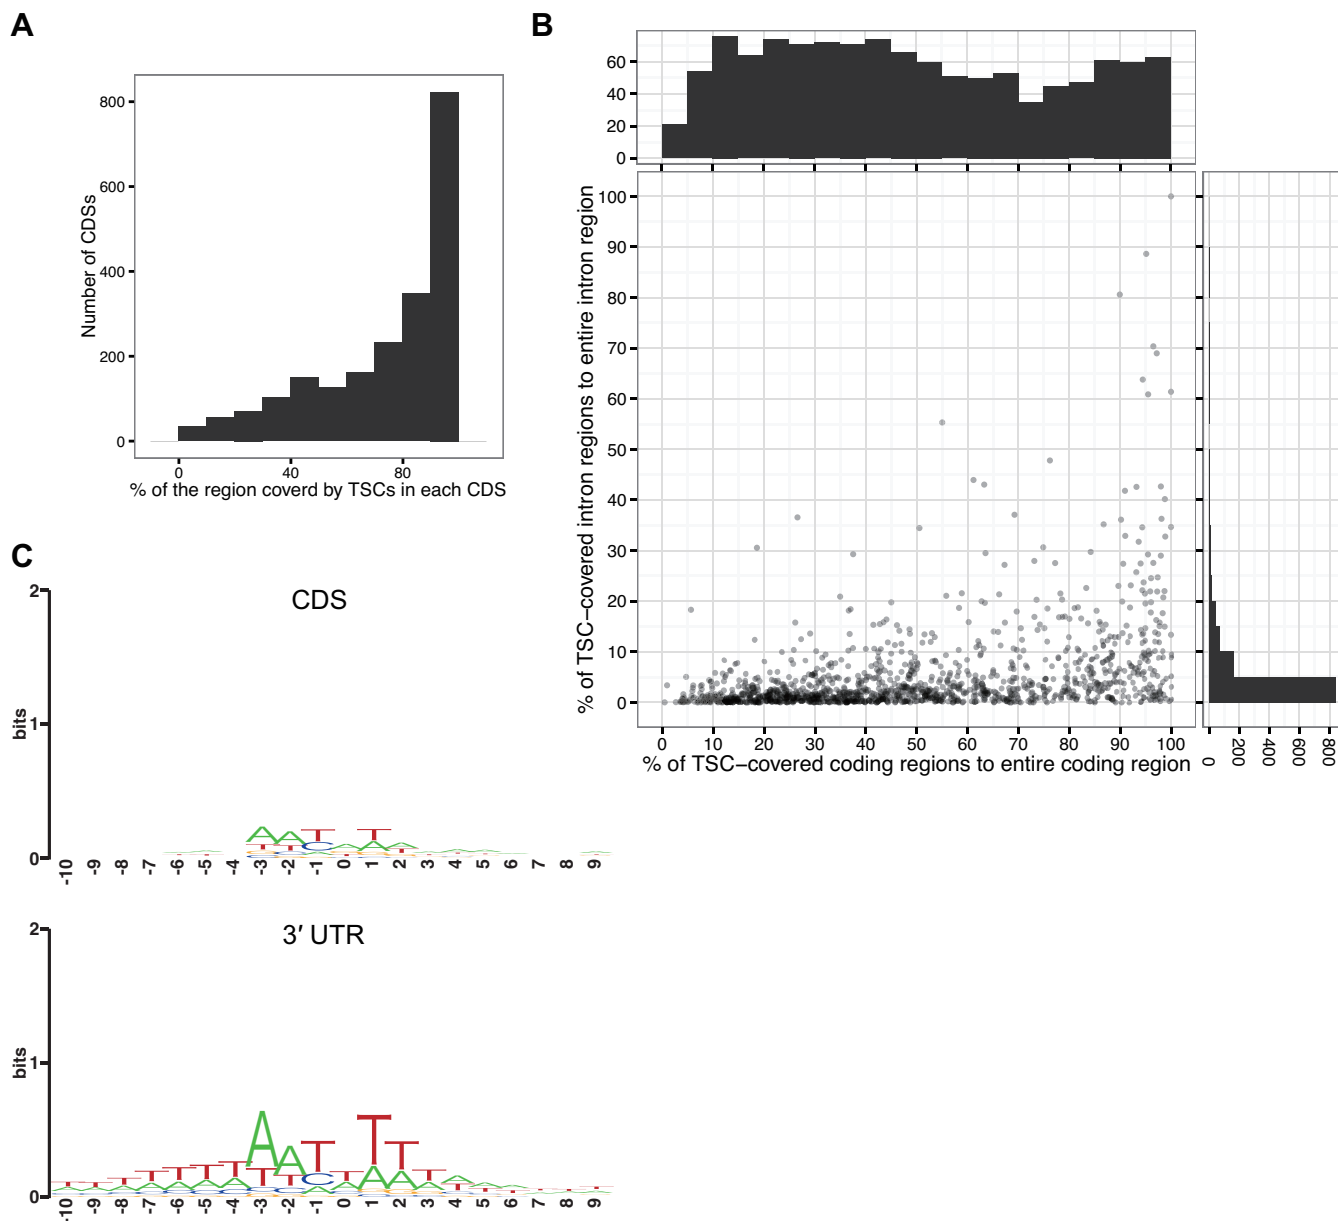 A
B
800
600
400
200
0
0 40 80
Number of CDSs
% of the region coverd by TSCs in each CDS
60
40
20
0
100
90
80
70
60
50
40
30
20
10
0
% of TSC−covered intron regions to entire intron region
0 10 20 30 40 50 60 70 80 90 100
% of TSC−covered coding regions to entire coding region
0 200 400 600 800
C
CDS
2
1
0
bits
-10 -9 -8 -7 -6 -5 -4 -3 -2 -1 0 1 2 3 4 5 6 7 8 9
3′ UTR
2
1
0
bits
-10 -9 -8 -7 -6 -5 -4 -3 -2 -1 0 1 2 3 4 5 6 7 8 9